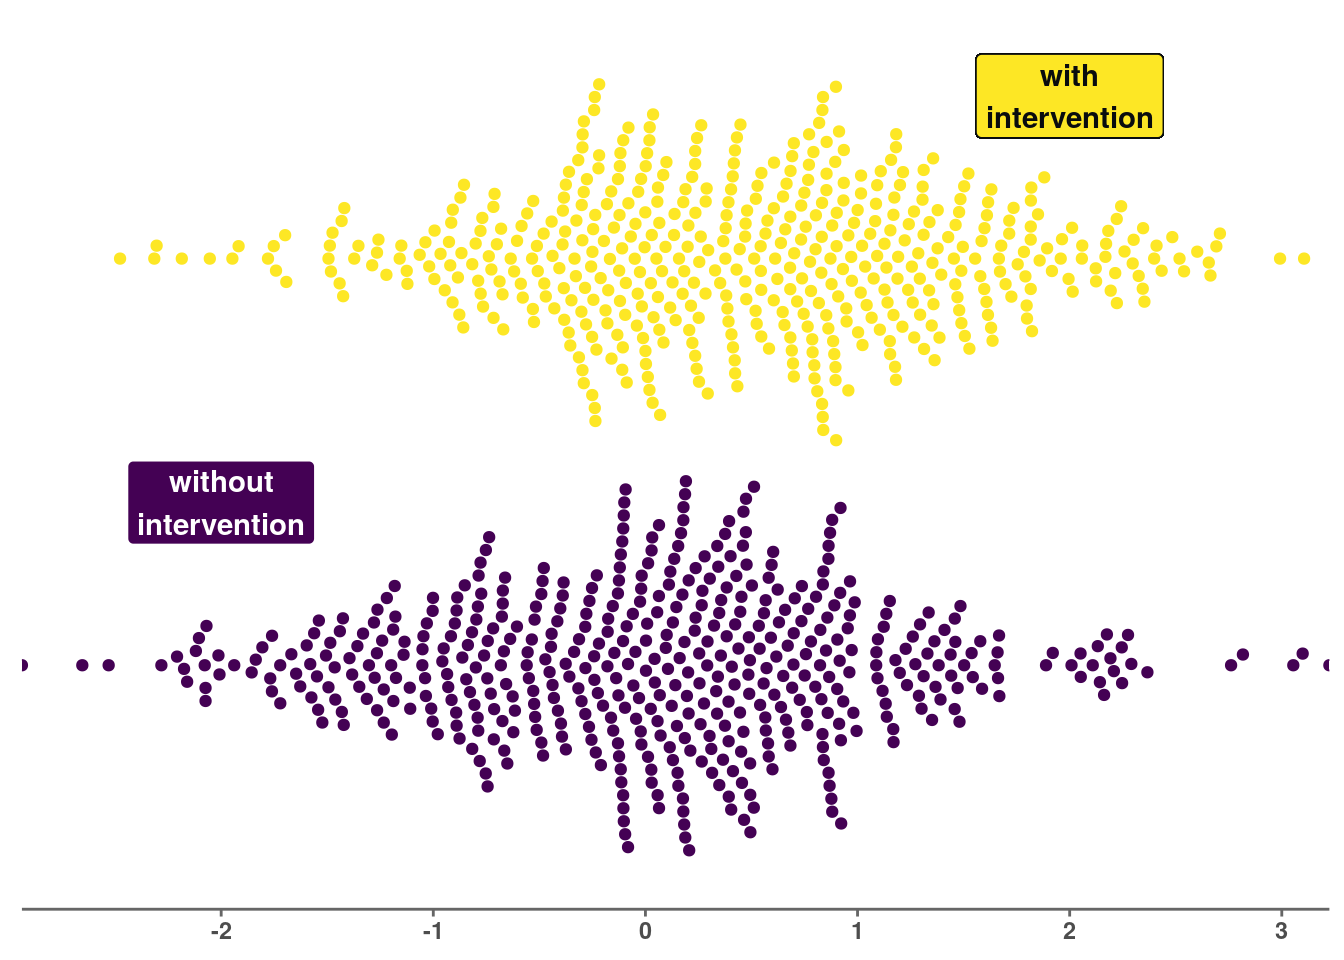 with
intervention
without
intervention
-2 -1 0 1 2 3